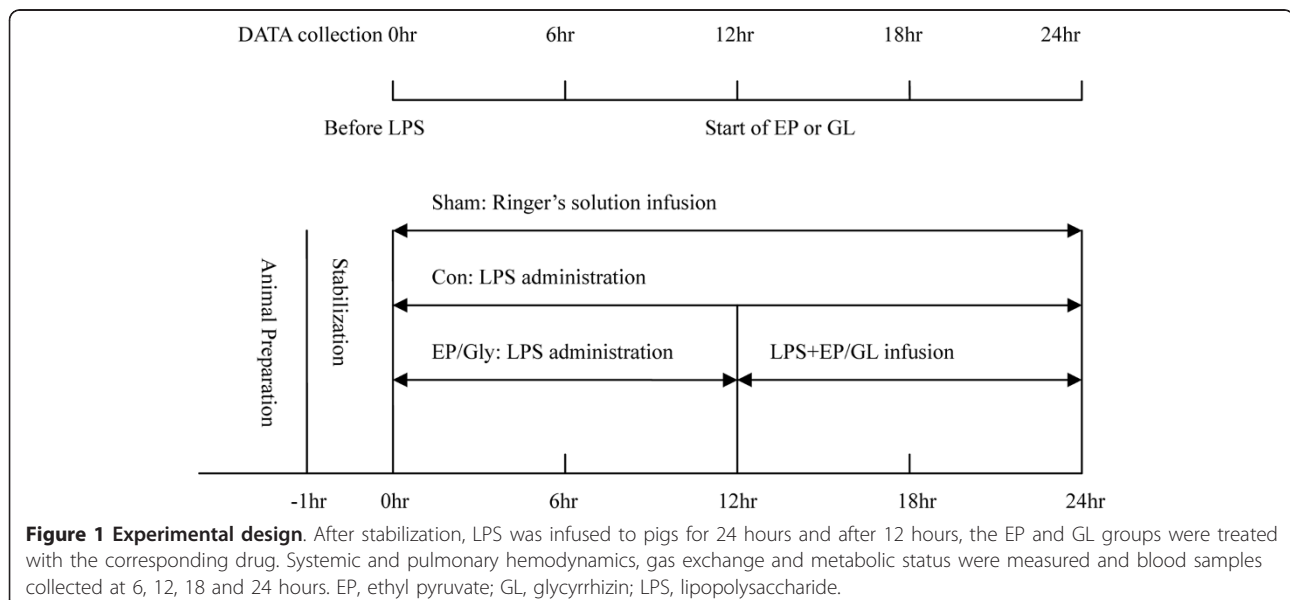 DATA collection 0hr 6hr 12hr 18hr 24hr
Before LPS Start of EP or GL
Sham: Ringer's solution infusion
Animal Preparation
Stabilization
Con: LPS administration
EP/Gly: LPS administration LPS+EP/GL infusion
-1hr 0hr 6hr 12hr 18hr 24hr
Figure 1 Experimental design. After stabilization, LPS was infused to pigs for 24 hours and after 12 hours, the EP and GL groups were treated
with the corresponding drug. Systemic and pulmonary hemodynamics, gas exchange and metabolic status were measured and blood samples
collected at 6, 12, 18 and 24 hours. EP, ethyl pyruvate; GL, glycyrrhizin; LPS, lipopolysaccharide.